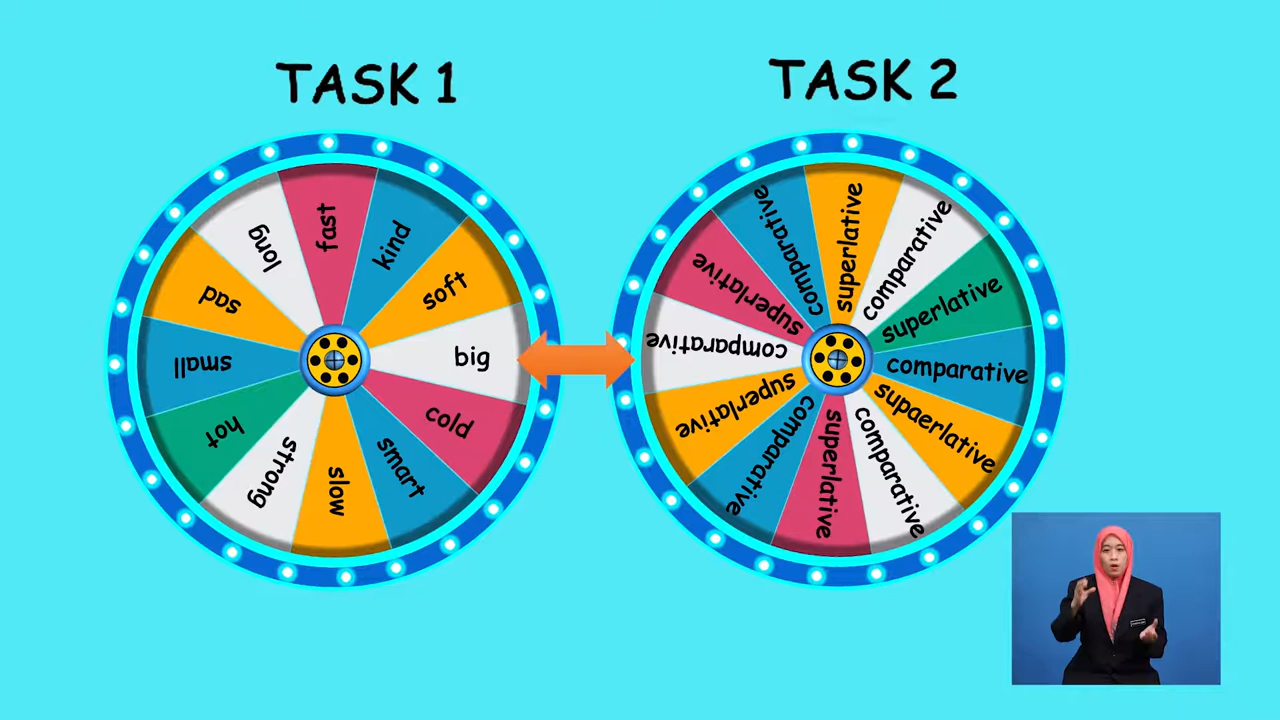 TASK 1
TASK 2
fast
kind
soft
big
cold
smart
slow
strong
hot
small
sad
long
superlative
comparative
superlative
comparative
supaerlative
comparative
superlative
comparative
superlative
comparative
superlative
comparative